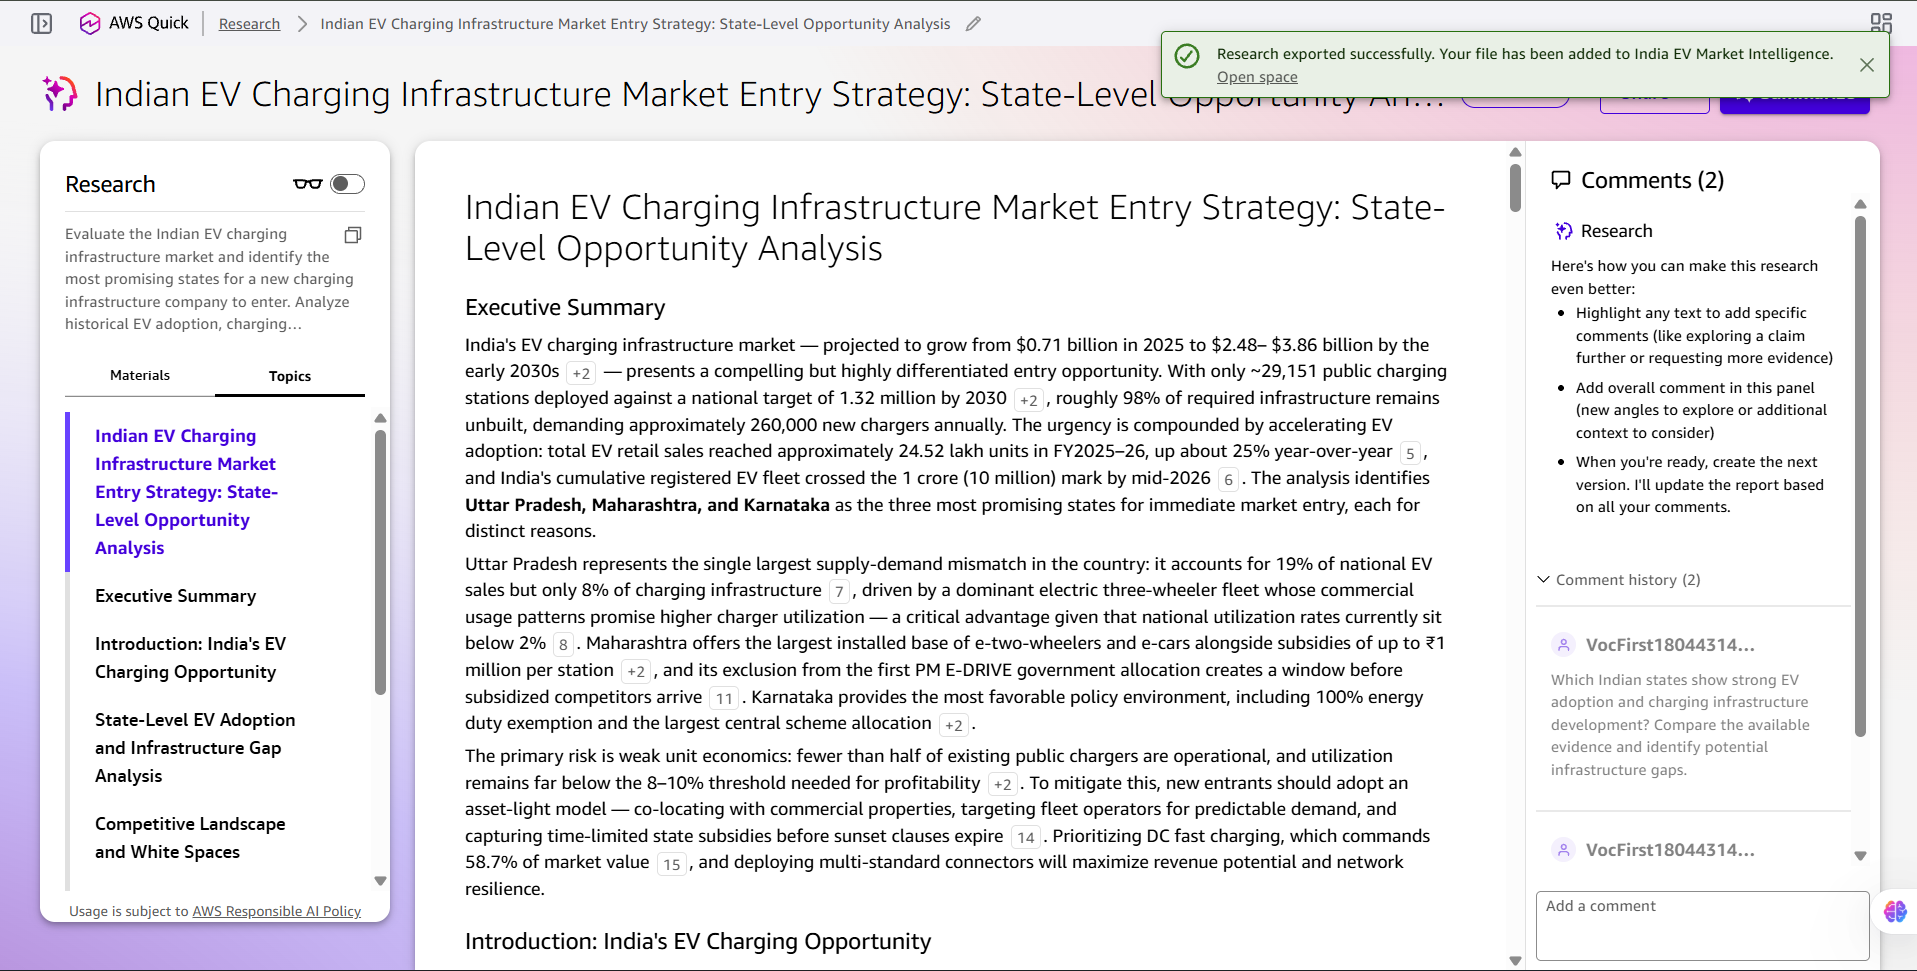 AWS Quick
Research
Indian EV Charging Infrastructure Market Entry Strategy: State-Level Opportunity Analysis
Research exported successfully. Your file has been added to India EV Market Intelligence.
Open space
Indian EV Charging Infrastructure Market Entry Strategy: State-Level Opportunity An...
Research
Evaluate the Indian EV charging
infrastructure market and identify the
most promising states for a new charging
infrastructure company to enter. Analyze
historical EV adoption, charging...
Materials
Topics
Indian EV Charging
Infrastructure Market
Entry Strategy: State-
Level Opportunity
Analysis
Executive Summary
Introduction: India's EV
Charging Opportunity
State-Level EV Adoption
and Infrastructure Gap
Analysis
Competitive Landscape
and White Spaces
Usage is subject to AWS Responsible AI Policy
Indian EV Charging Infrastructure Market Entry Strategy: State-
Level Opportunity Analysis
Executive Summary
India's EV charging infrastructure market — projected to grow from $0.71 billion in 2025 to $2.48– $3.86 billion by the
early 2030s +2 — presents a compelling but highly differentiated entry opportunity. With only ~29,151 public charging
stations deployed against a national target of 1.32 million by 2030 +2 , roughly 98% of required infrastructure remains
unbuilt, demanding approximately 260,000 new chargers annually. The urgency is compounded by accelerating EV
adoption: total EV retail sales reached approximately 24.52 lakh units in FY2025–26, up about 25% year-over-year 5 ,
and India's cumulative registered EV fleet crossed the 1 crore (10 million) mark by mid-2026 6 . The analysis identifies
Uttar Pradesh, Maharashtra, and Karnataka as the three most promising states for immediate market entry, each for
distinct reasons.
Uttar Pradesh represents the single largest supply-demand mismatch in the country: it accounts for 19% of national EV
sales but only 8% of charging infrastructure 7 , driven by a dominant electric three-wheeler fleet whose commercial
usage patterns promise higher charger utilization — a critical advantage given that national utilization rates currently sit
below 2% 8 . Maharashtra offers the largest installed base of e-two-wheelers and e-cars alongside subsidies of up to ₹1
million per station +2 , and its exclusion from the first PM E-DRIVE government allocation creates a window before
subsidized competitors arrive 11 . Karnataka provides the most favorable policy environment, including 100% energy
duty exemption and the largest central scheme allocation +2 .
The primary risk is weak unit economics: fewer than half of existing public chargers are operational, and utilization
remains far below the 8–10% threshold needed for profitability +2 . To mitigate this, new entrants should adopt an
asset-light model — co-locating with commercial properties, targeting fleet operators for predictable demand, and
capturing time-limited state subsidies before sunset clauses expire 14 . Prioritizing DC fast charging, which commands
58.7% of market value 15 , and deploying multi-standard connectors will maximize revenue potential and network
resilience.
Introduction: India's EV Charging Opportunity
Comments (2)
Research
Here's how you can make this research
even better:
• Highlight any text to add specific
comments (like exploring a claim
further or requesting more evidence)
• Add overall comment in this panel
(new angles to explore or additional
context to consider)
• When you're ready, create the next
version. I'll update the report based
on all your comments.
Comment history (2)
VocFirst18044314...
Which Indian states show strong EV
adoption and charging infrastructure
development? Compare the available
evidence and identify potential
infrastructure gaps.
VocFirst18044314...
Add a comment